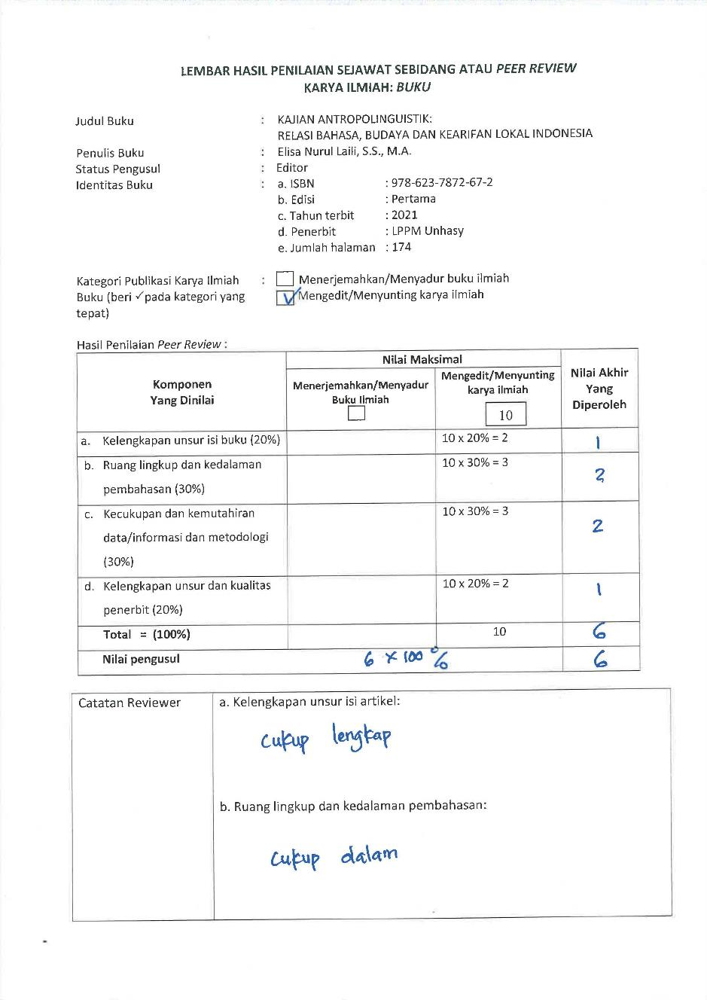 LEMBAR HASIL PENILAIAN SEJAWAT SEBIDANG ATAU PEER REVIEW
KARYA ILMIAH: BUKU
Judul Buku : KAJIAN ANTROPOLINGUISTIK:
RELASI BAHASA, BUDAYA DAN KEARIFAN LOKAL INDONESIA
Penulis Buku : Elisa Nurul Laili, S.S., M.A.
Status Pengusul : Editor
Identitas Buku : a. ISBN : 978-623-7872-67-2
b. Edisi : Pertama
c. Tahun terbit : 2021
d. Penerbit : LPPM Unhasy
e. Jumlah halaman : 174
Kategori Publikasi Karya Ilmiah : Menerjemahkan/Menyadur buku ilmiah
Buku (beri ✓pada kategori yang ✓ Mengedit/Menyunting karya ilmiah
tepat)
Hasil Penilaian Peer Review :
Komponen
Yang Dinilai
Nilai Maksimal
Menerjemahkan/Menyadur
Buku Ilmiah
Mengedit/Menyunting
karya ilmiah
10
Nilai Akhir
Yang
Diperoleh
a. Kelengkapan unsur isi buku (20%) 10 x 20% = 2 1
b. Ruang lingkup dan kedalaman 10 x 30% = 3 2
pembahasan (30%)
c. Kecukupan dan kemutahiran 10 x 30% = 3 2
data/informasi dan metodologi
(30%)
d. Kelengkapan unsur dan kualitas 10 x 20% = 2 1
penerbit (20%)
Total = (100%) 10 6
Nilai pengusul 6 x 100 % 6
Catatan Reviewer a. Kelengkapan unsur isi artikel:
cukup lengkap
b. Ruang lingkup dan kedalaman pembahasan:
cukup dalam